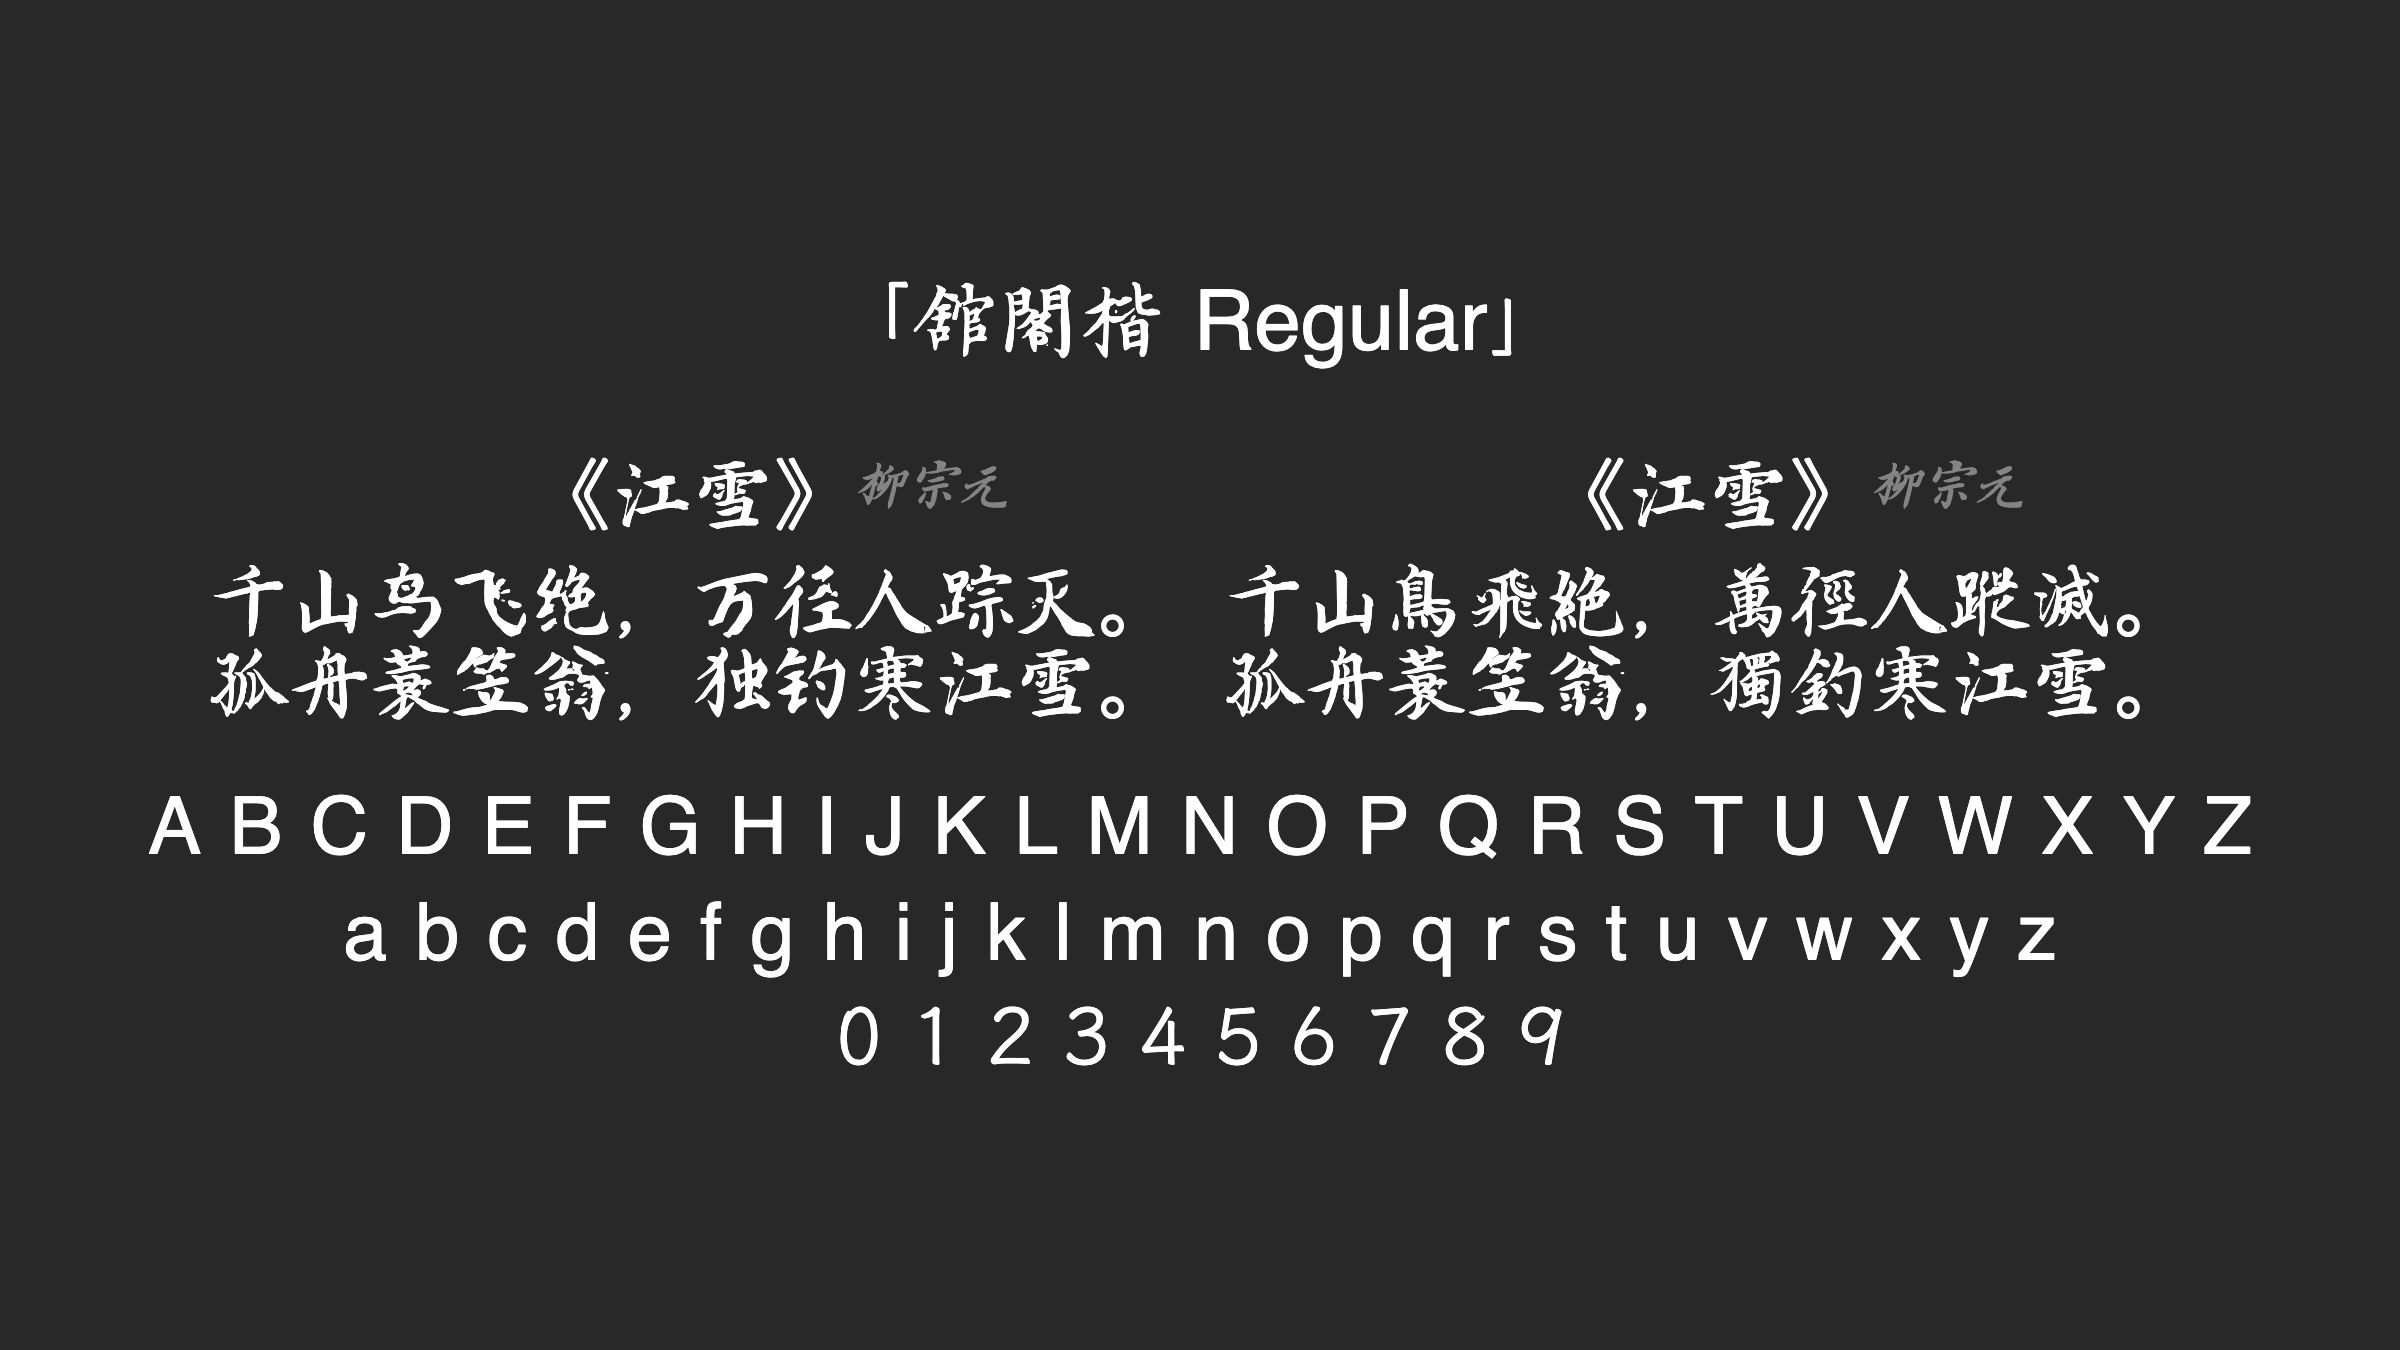 「舘閣楷 Regular」
《江雪》 柳宗元
千山鸟飞绝，万径人踪灭。
孤舟蓑笠翁，独钓寒江雪。
《江雪》 柳宗元
千山鳥飛絶，萬徑人蹤滅。
孤舟蓑笠翁，獨釣寒江雪。
A B C D E F G H I J K L M N O P Q R S T U V W X Y Z
a b c d e f g h i j k l m n o p q r s t u v w x y z
0 1 2 3 4 5 6 7 8 9